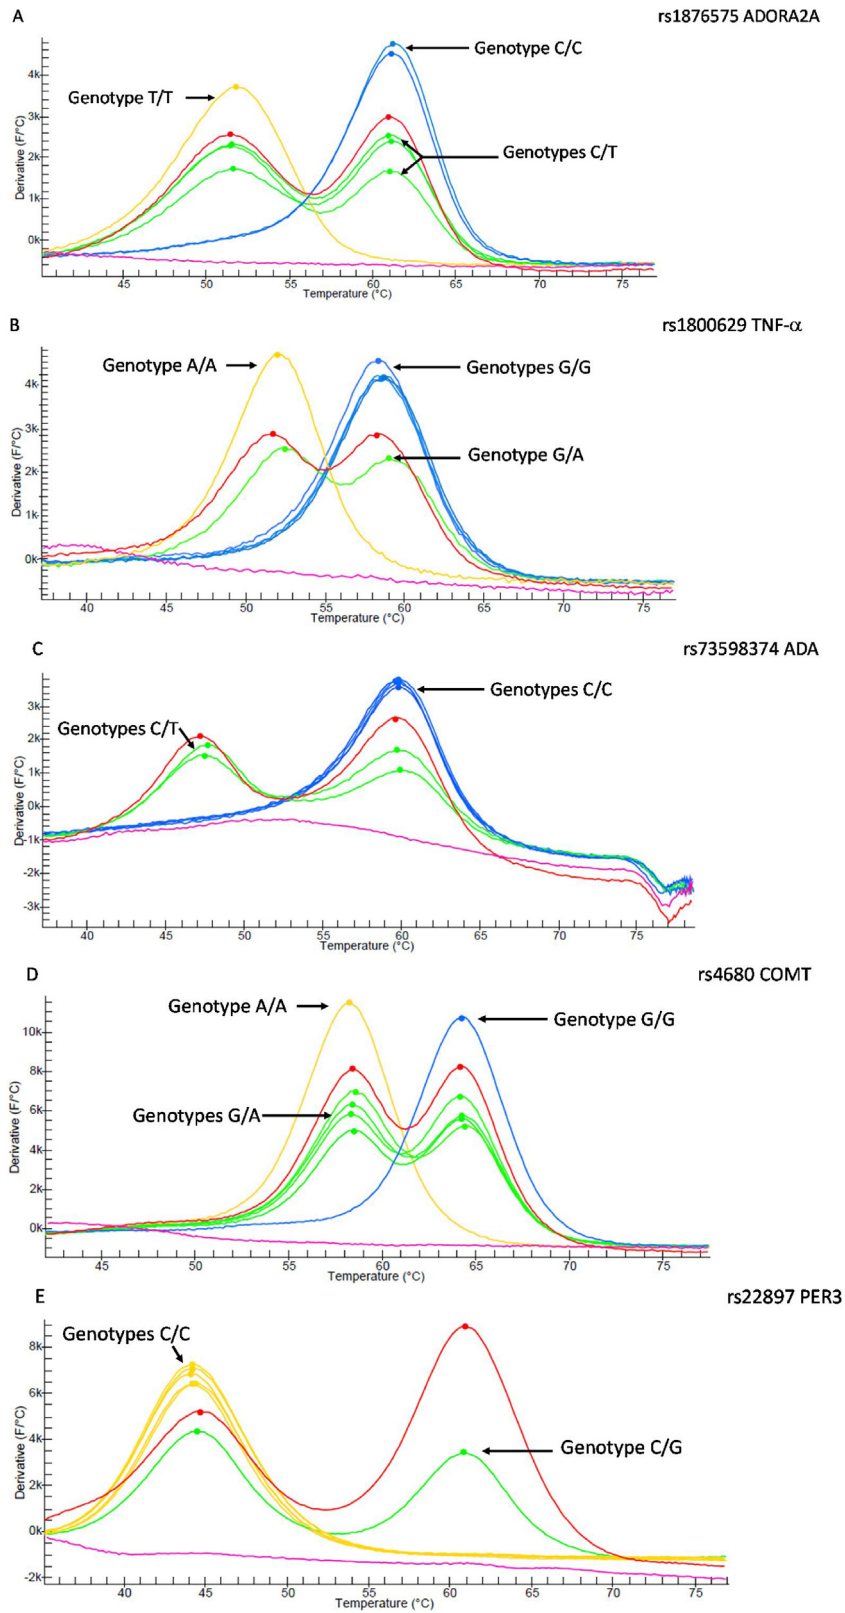 A
rs1876575 ADORA2A
Genotype C/C
Genotype T/T
Genotypes C/T
Derivative (F/°C)
4k
3k
2k
1k
0k
45 50 55 60 65 70 75
Temperature (°C)
B
rs1800629 TNF-α
Genotype A/A
Genotypes G/G
Genotype G/A
Derivative (F/°C)
4k
3k
2k
1k
0k
40 45 50 55 60 65 70 75
Temperature (°C)
C
rs73598374 ADA
Genotypes C/C
Genotypes C/T
Derivative (F/°C)
3k
2k
1k
0k
-1k
-2k
-3k
40 45 50 55 60 65 70 75
Temperature (°C)
D
rs4680 COMT
Genotype A/A
Genotype G/G
Genotypes G/A
Derivative (F/°C)
10k
8k
6k
4k
2k
0k
45 50 55 60 65 70 75
Temperature (°C)
E
rs22897 PER3
Genotypes C/C
Genotype C/G
Derivative (F/°C)
8k
6k
4k
2k
0k
-2k
40 45 50 55 60 65 70 75
Temperature (°C)